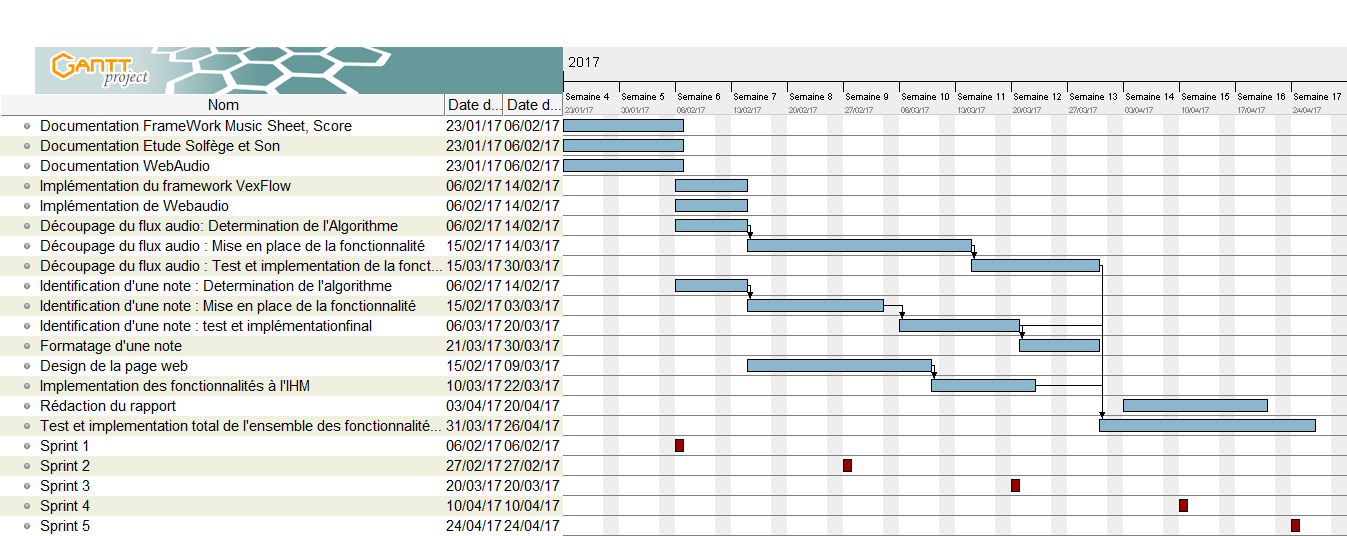 GANTT
project
2017
Nom Date d... Date d...
Semaine 4 Semaine 5 Semaine 6 Semaine 7 Semaine 8 Semaine 9 Semaine 10 Semaine 11 Semaine 12 Semaine 13 Semaine 14 Semaine 15 Semaine 16 Semaine 17
23/01/17 30/01/17 06/02/17 13/02/17 20/02/17 27/02/17 06/03/17 13/03/17 20/03/17 27/03/17 03/04/17 10/04/17 17/04/17 24/04/17
Documentation FrameWork Music Sheet, Score 23/01/17 06/02/17
Documentation Etude Solfège et Son 23/01/17 06/02/17
Documentation WebAudio 23/01/17 06/02/17
Implémentation du framework VexFlow 06/02/17 14/02/17
Implémentation de Webaudio 06/02/17 14/02/17
Découpage du flux audio: Determination de l'Algorithme 06/02/17 14/02/17
Découpage du flux audio : Mise en place de la fonctionnalité 15/02/17 14/03/17
Découpage du flux audio : Test et implementation de la fonct... 15/03/17 30/03/17
Identification d'une note : Determination de l'algorithme 06/02/17 14/02/17
Identification d'une note : Mise en place de la fonctionnalité 15/02/17 03/03/17
Identification d'une note : test et implémentationfinal 06/03/17 20/03/17
Formatage d'une note 21/03/17 30/03/17
Design de la page web 15/02/17 09/03/17
Implementation des fonctionnalités à l'IHM 10/03/17 22/03/17
Rédaction du rapport 03/04/17 20/04/17
Test et implementation total de l'ensemble des fonctionnalité... 31/03/17 26/04/17
Sprint 1 06/02/17 06/02/17
Sprint 2 27/02/17 27/02/17
Sprint 3 20/03/17 20/03/17
Sprint 4 10/04/17 10/04/17
Sprint 5 24/04/17 24/04/17